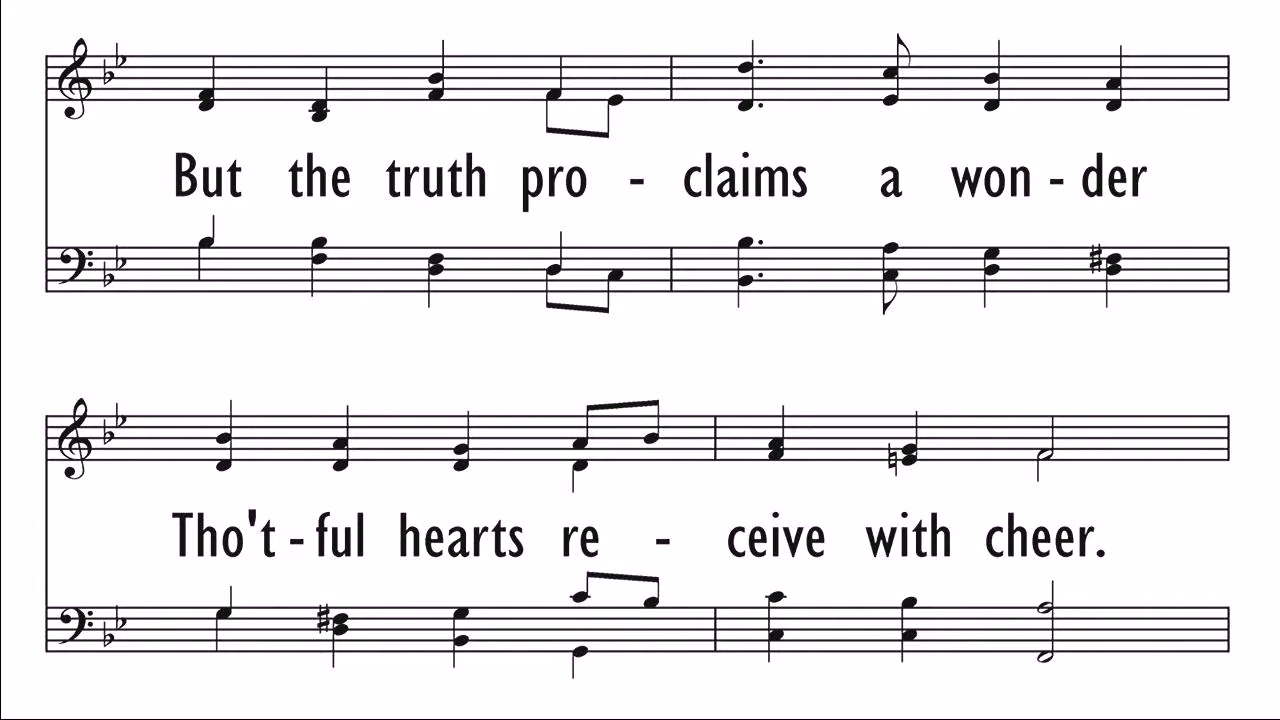 But the truth pro - claims a won - der
Tho't - ful hearts re - ceive with cheer.